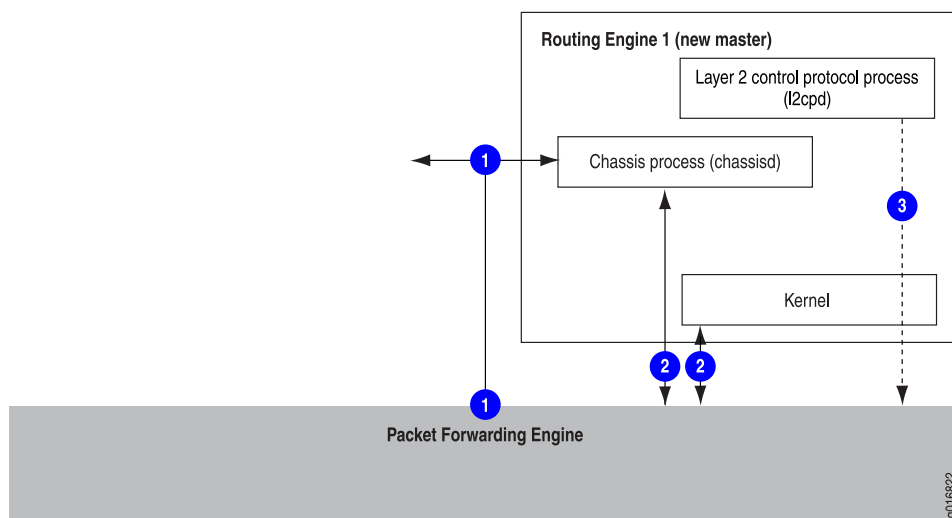 Routing Engine 1 (new master)
Layer 2 control protocol process
(l2cpd)
1
Chassis process (chassisd)
3
Kernel
2
2
1
Packet Forwarding Engine
g016822